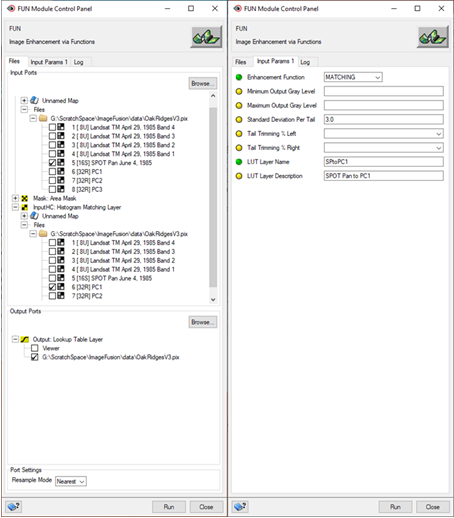 FUN Module Control Panel
FUN
Image Enhancement via Functions
Files Input Params 1 Log
Input Ports
Browse...
Unnamed Map
Files
G:\ScratchSpace\ImageFusion\data\OakRidgesV3.pix
1 [ 8U] Landsat TM April 29, 1985 Band 4
2 [ 8U] Landsat TM April 29, 1985 Band 3
3 [ 8U] Landsat TM April 29, 1985 Band 2
4 [ 8U] Landsat TM April 29, 1985 Band 1
5 [16S] SPOT Pan June 4, 1985
6 [32R] PC1
7 [32R] PC2
8 [32R] PC3
Mask: Area Mask
InputHC: Histogram Matching Layer
Unnamed Map
Files
G:\ScratchSpace\ImageFusion\data\OakRidgesV3.pix
1 [ 8U] Landsat TM April 29, 1985 Band 4
2 [ 8U] Landsat TM April 29, 1985 Band 3
3 [ 8U] Landsat TM April 29, 1985 Band 2
4 [ 8U] Landsat TM April 29, 1985 Band 1
5 [16S] SPOT Pan June 4, 1985
6 [32R] PC1
7 [32R] PC2
Output Ports
Browse...
Output: Lookup Table Layer
Viewer
G:\ScratchSpace\ImageFusion\data\OakRidgesV3.pix
Port Settings
Resample Mode Nearest
Run Close
FUN Module Control Panel
FUN
Image Enhancement via Functions
Files Input Params 1 Log
Enhancement Function MATCHING
Minimum Output Gray Level
Maximum Output Gray Level
Standard Deviation Per Tail 3.0
Tail Trimming % Left
Tail Trimming % Right
LUT Layer Name SPtoPC1
LUT Layer Description SPOT Pan to PC1
Run Close